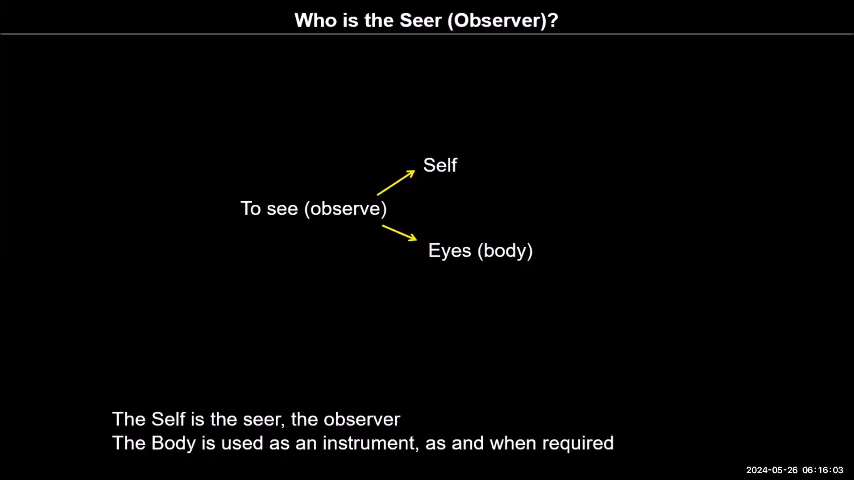 Who is the Seer (Observer)?
Self
To see (observe)
Eyes (body)
The Self is the seer, the observer
The Body is used as an instrument, as and when required
2024-05-26 06:16:03